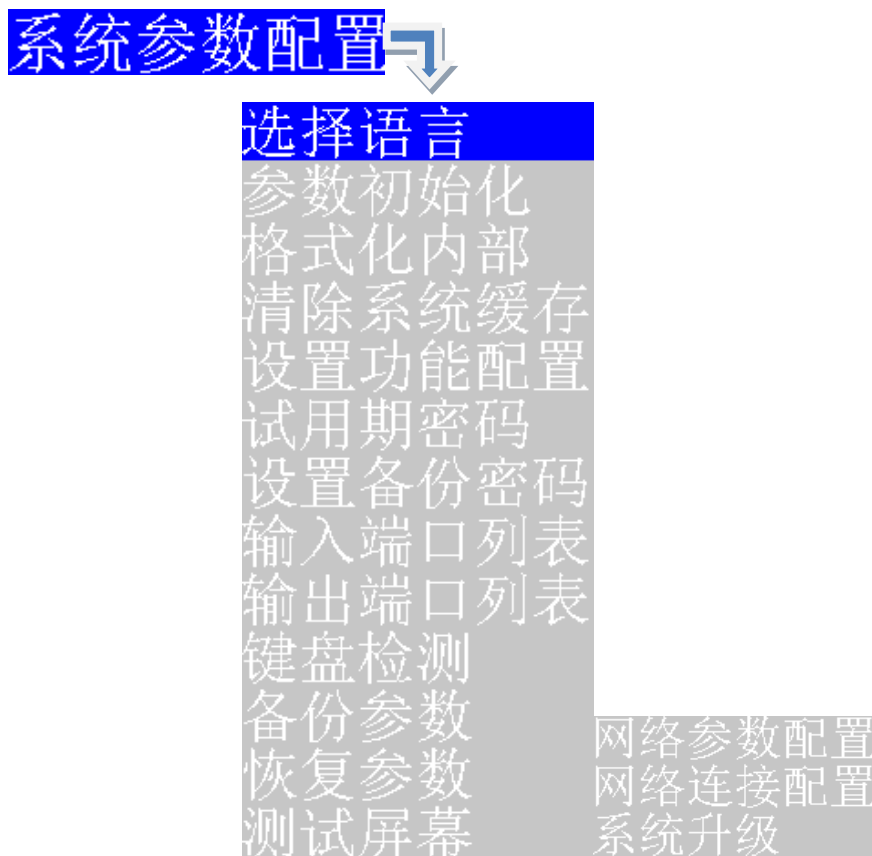 系统参数配置
选择语言
参数初始化
格式化内部
清除系统缓存
设置功能配置
试用期密码
设置备份密码
输入端口列表
输出端口列表
键盘检测
备份参数
恢复参数
测试屏幕
网络参数配置
网络连接配置
系统升级